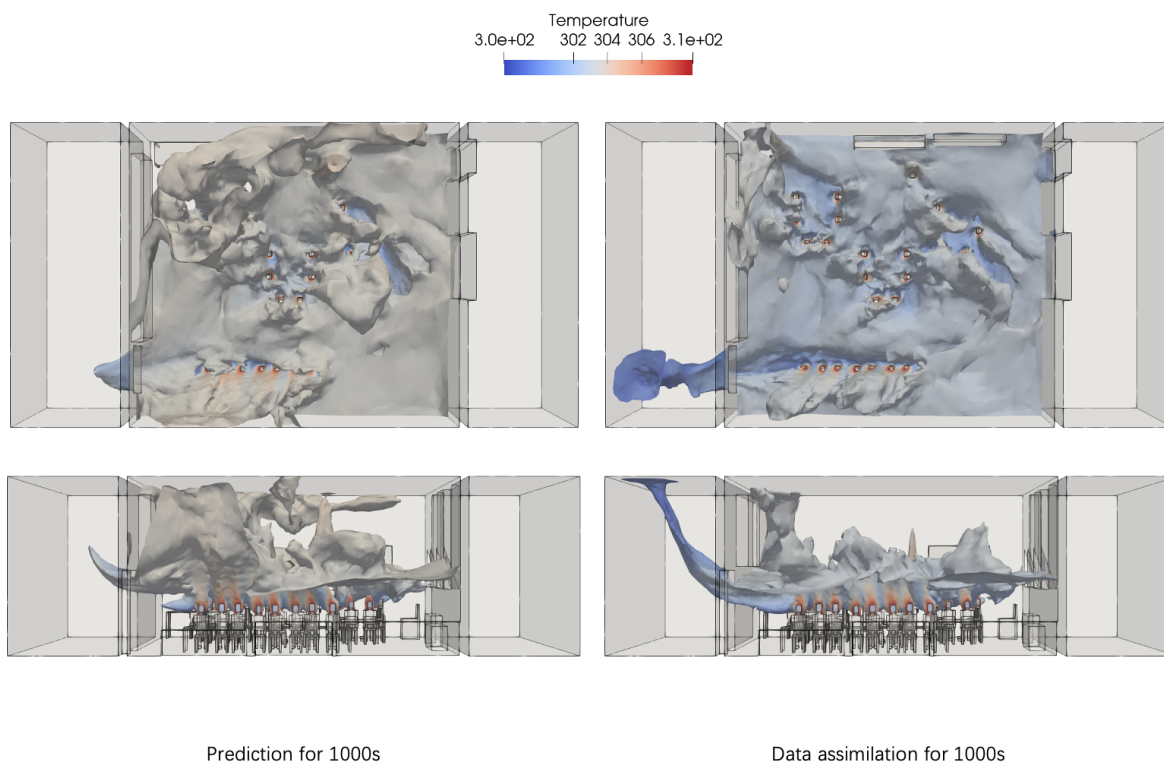 Temperature
3.0e+02 302 304 306 3.1e+02
Prediction for 1000s
Data assimilation for 1000s